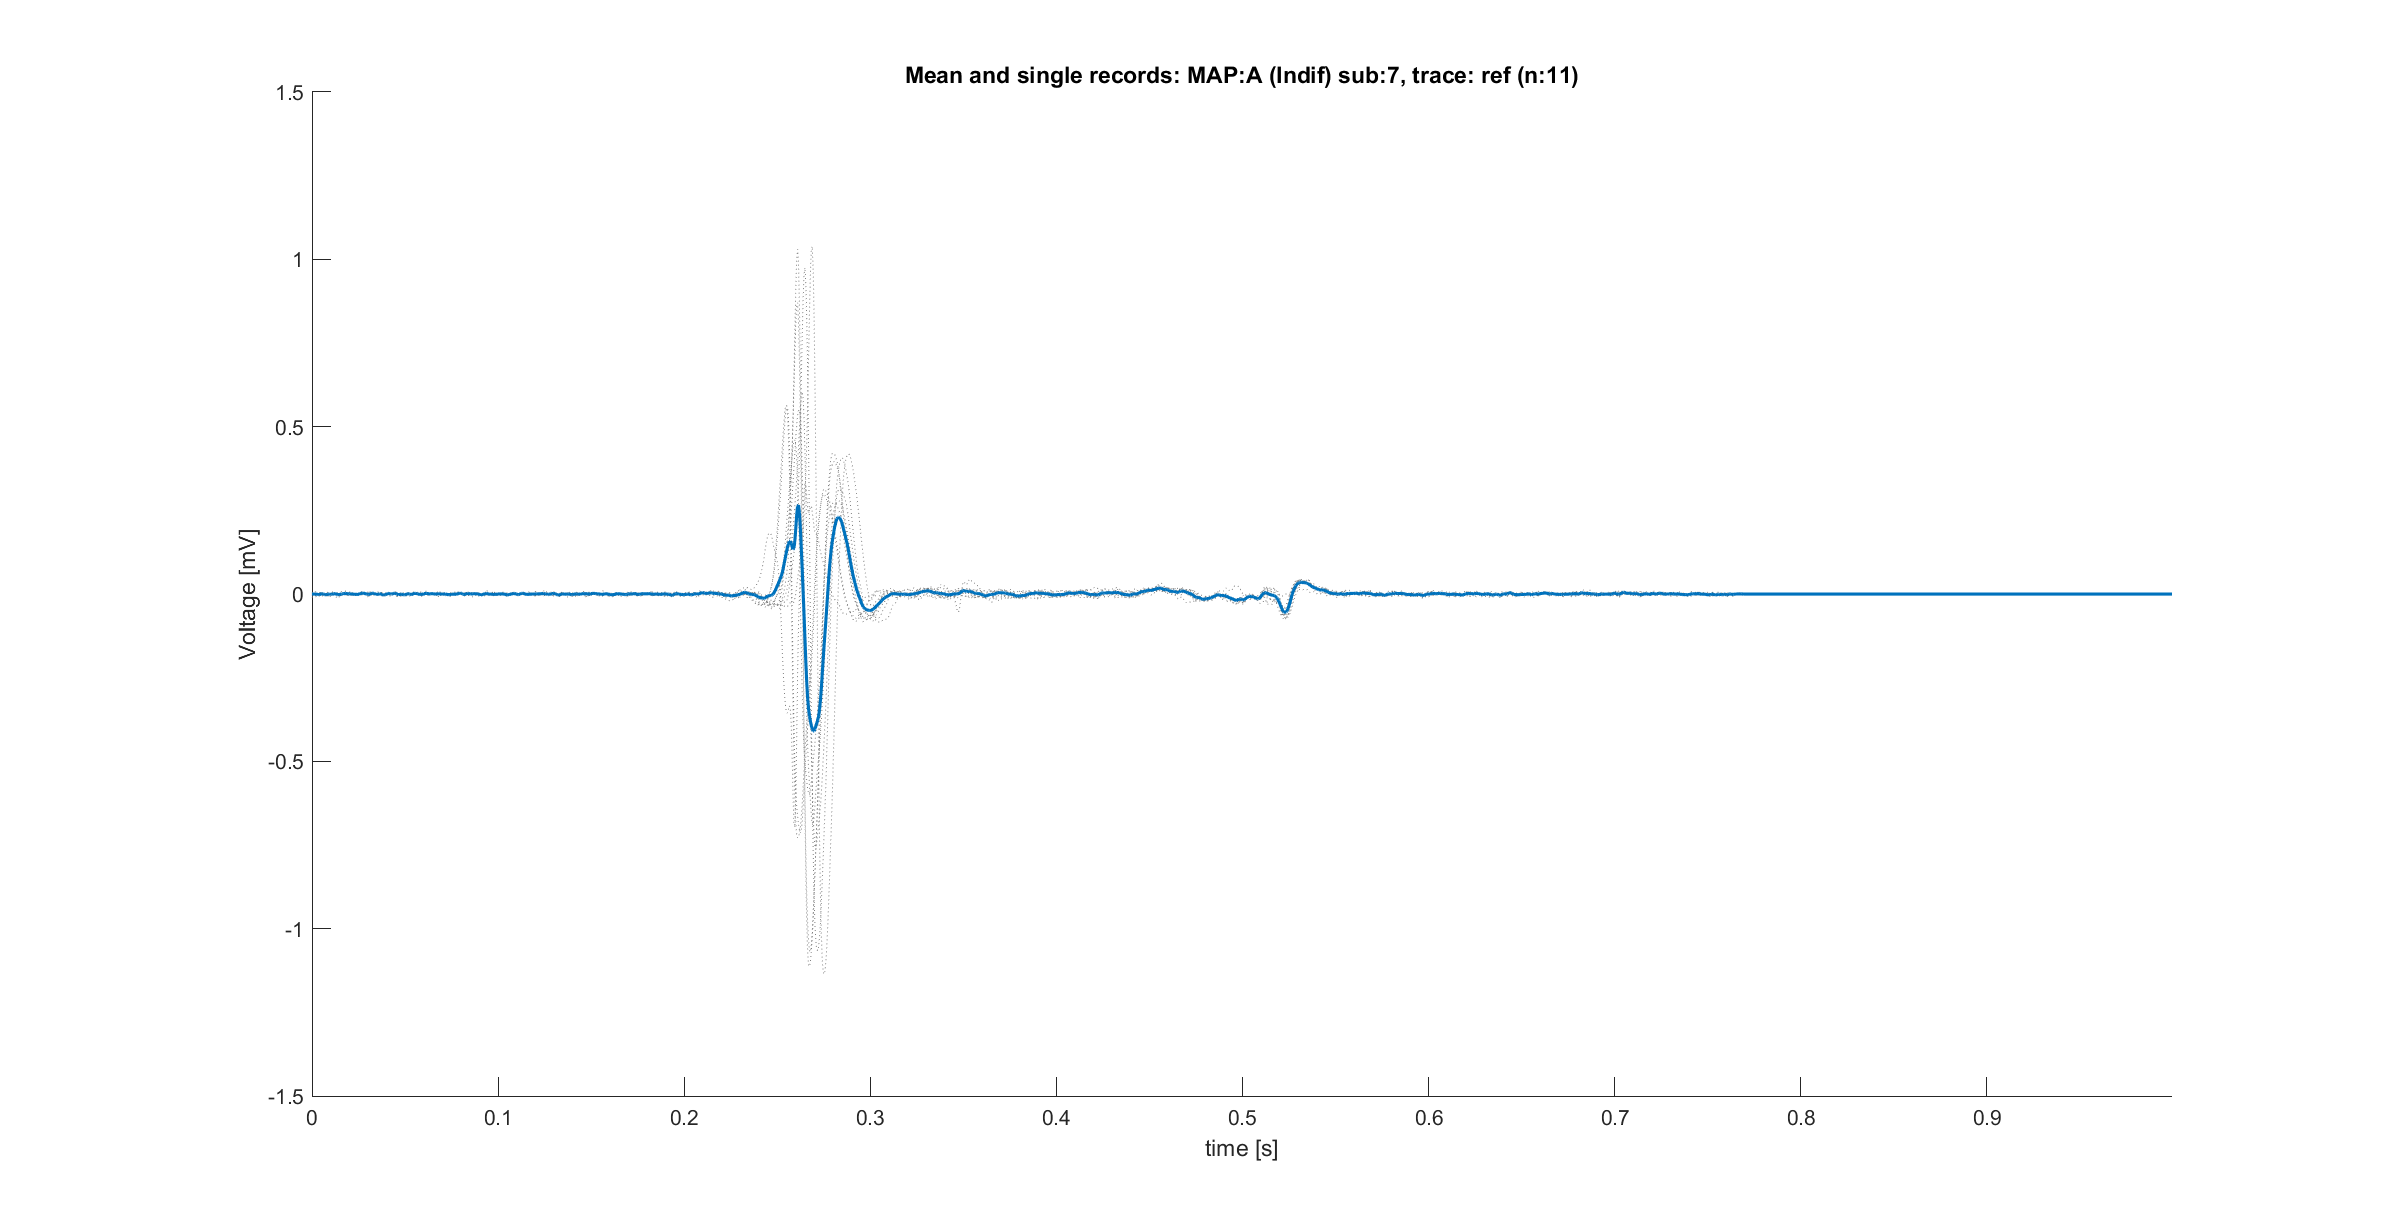 Mean and single records: MAP:A (Indif) sub:7, trace: ref (n:11)
1.5
1
0.5
0
-0.5
-1
-1.5
Voltage [mV]
0 0.1 0.2 0.3 0.4 0.5 0.6 0.7 0.8 0.9
time [s]